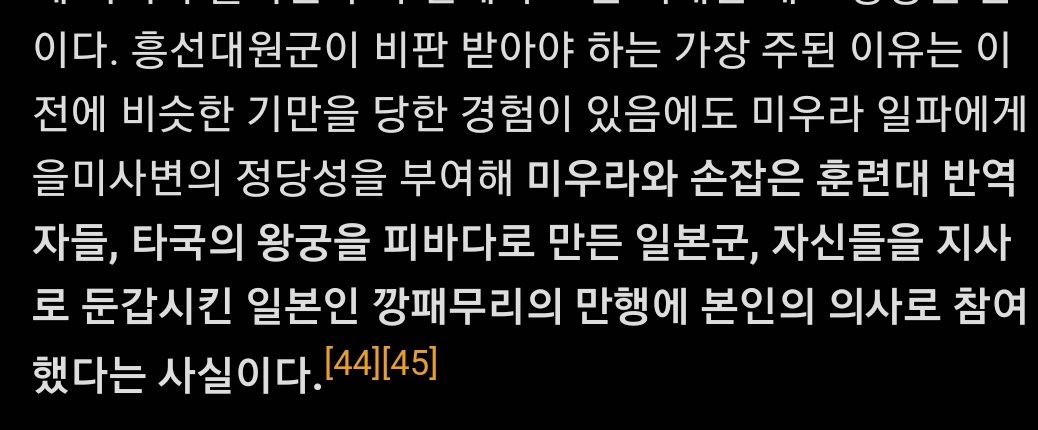 이다. 흥선대원군이 비판 받아야 하는 가장 주된 이유는 이
전에 비슷한 기만을 당한 경험이 있음에도 미우라 일파에게
을미사변의 정당성을 부여해 미우라와 손잡은 훈련대 반역
자들, 타국의 왕궁을 피바다로 만든 일본군, 자신들을 지사
로 둔갑시킨 일본인 깡패무리의 만행에 본인의 의사로 참여
했다는 사실이다.[44][45]